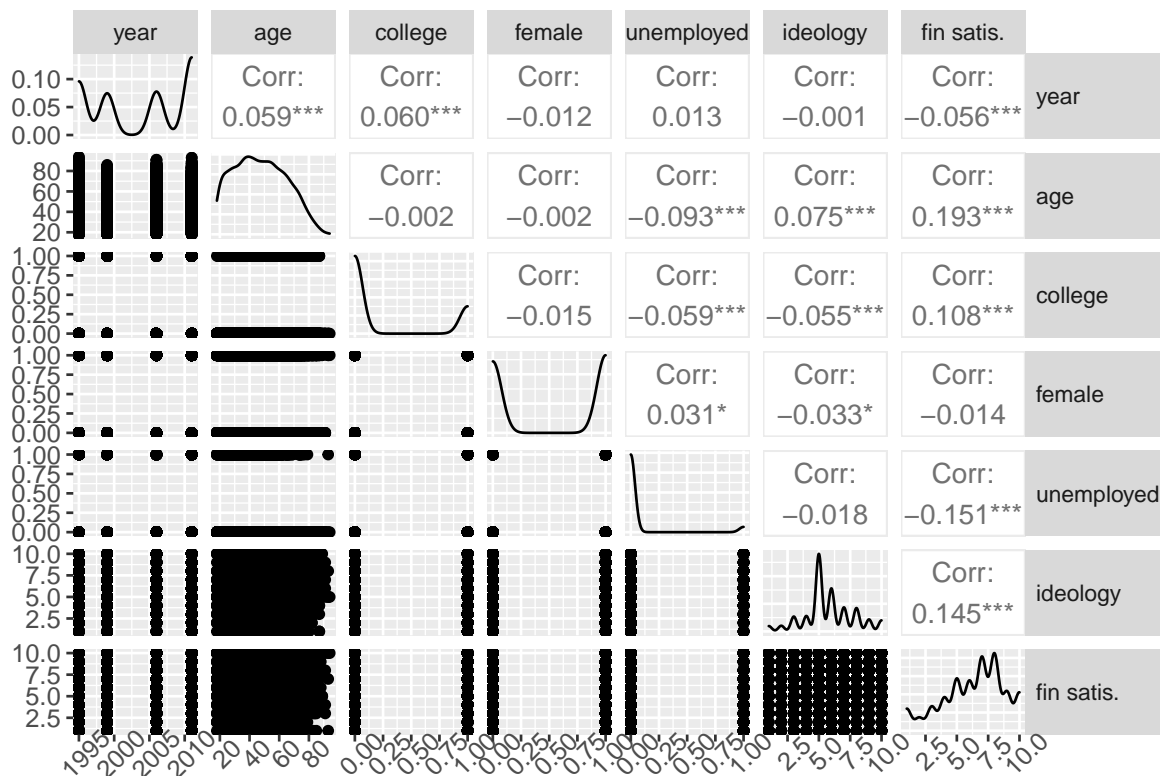 year age college female unemployed ideology fin satis.
0.10
0.05
0.00
Corr:
0.059***
Corr:
0.060***
Corr:
−0.012
Corr:
0.013
Corr:
−0.001
Corr:
−0.056***
year
80
60
40
20
Corr:
−0.002
Corr:
−0.002
Corr:
−0.093***
Corr:
0.075***
Corr:
0.193***
age
1.00
0.75
0.50
0.25
0.00
Corr:
−0.015
Corr:
−0.059***
Corr:
−0.055***
Corr:
0.108***
college
1.00
0.75
0.50
0.25
0.00
Corr:
0.031*
Corr:
−0.033*
Corr:
−0.014
female
1.00
0.75
0.50
0.25
0.00
Corr:
−0.018
Corr:
−0.151***
unemployed
10.0
7.5
5.0
2.5
Corr:
0.145***
ideology
10.0
7.5
5.0
2.5
fin satis.
1995 2000 2005 2010
20 40 60 80
0.00 0.25 0.50 0.75 1.00
0.00 0.25 0.50 0.75 1.00
0.00 0.25 0.50 0.75 1.00
2.5 5.0 7.5 10.0
2.5 5.0 7.5 10.0